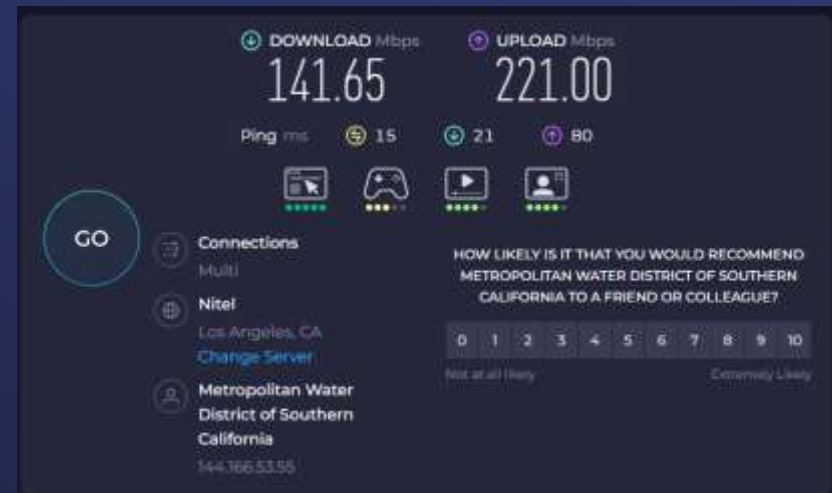 DOWNLOAD Mbps
141.65
UPLOAD Mbps
221.00
Ping ms 15 21 80
GO
Connections
Multi
Nitel
Los Angeles, CA
Change Server
Metropolitan Water
District of Southern
California
144.166.53.55
HOW LIKELY IS IT THAT YOU WOULD RECOMMEND
METROPOLITAN WATER DISTRICT OF SOUTHERN
CALIFORNIA TO A FRIEND OR COLLEAGUE?
0 1 2 3 4 5 6 7 8 9 10
Not at all likely Extremely Likely